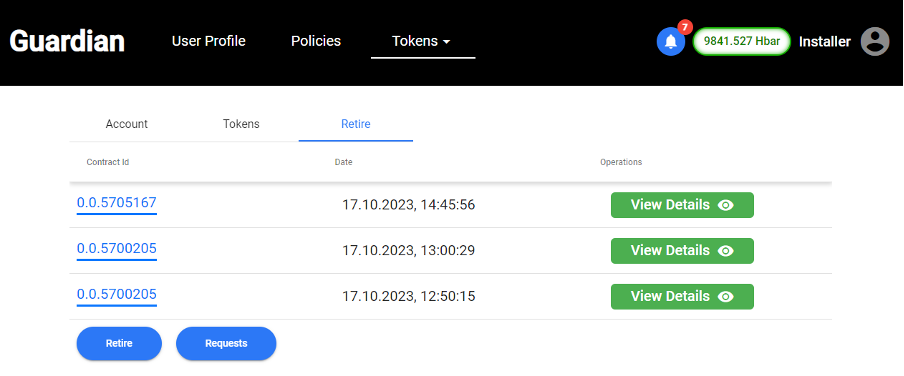 Guardian User Profile Policies Tokens 7 9841.527 Hbar Installer
Account Tokens Retire
Contract Id Date Operations
0.0.5705167 17.10.2023, 14:45:56 View Details
0.0.5700205 17.10.2023, 13:00:29 View Details
0.0.5700205 17.10.2023, 12:50:15 View Details
Retire Requests